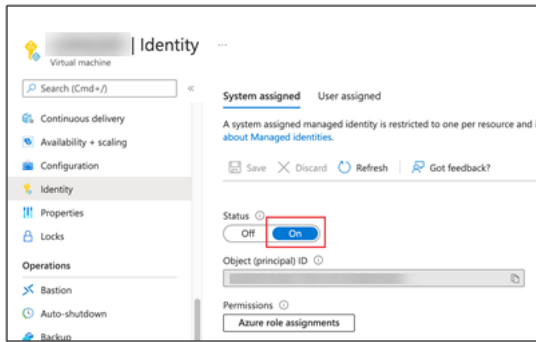 | Identity ...
Virtual machine
Search (Cmd+/)
«
Continuous delivery
Availability + scaling
Configuration
Identity
Properties
Locks
Operations
Bastion
Auto-shutdown
Backup
System assigned User assigned
A system assigned managed identity is restricted to one per resource and i
about Managed identities.
Save Discard Refresh Got feedback?
Status
Off On
Object (principal) ID
Permissions
Azure role assignments